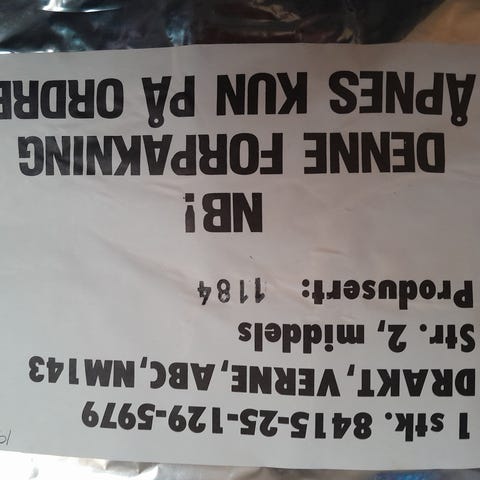 1 stk. 8415-25-129-5979
DRAKT, VERNE, ABC, NM143
Str. 2, middels
Produsert: 1184
NB!
DENNE FORPAKNING
ÅPNES KUN PÅ ORDRE